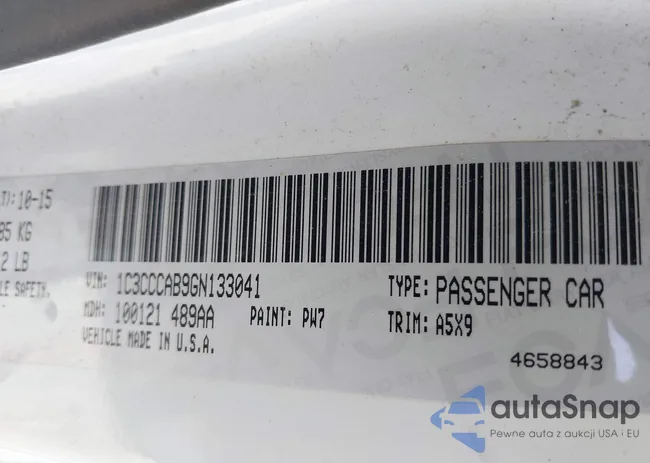 T): 10-15
85 KG
2 LB
LE SAFETY.
VIN: 1C3CCCAB9GN133041
TYPE: PASSENGER CAR
MDH: 100121 489AA
PAINT: PW7
TRIM: A5X9
VEHICLE MADE IN U.S.A.
4658843
autaSnap
Pewne auta z aukcji USA i EU